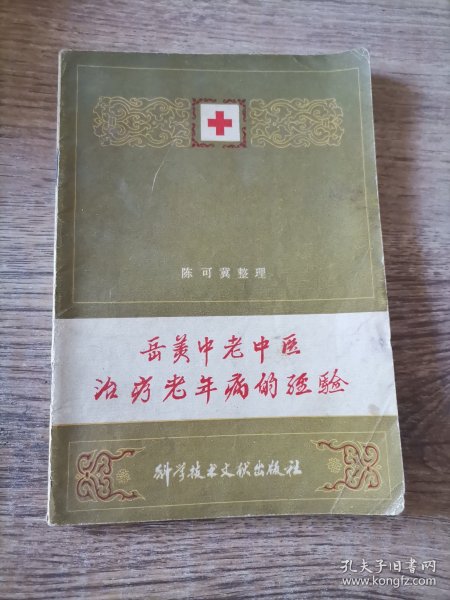 陈可冀整理
岳美中老中医
治疗老年病的经验
科学技术文献出版社
孔夫子旧书网
www.kongfz.com